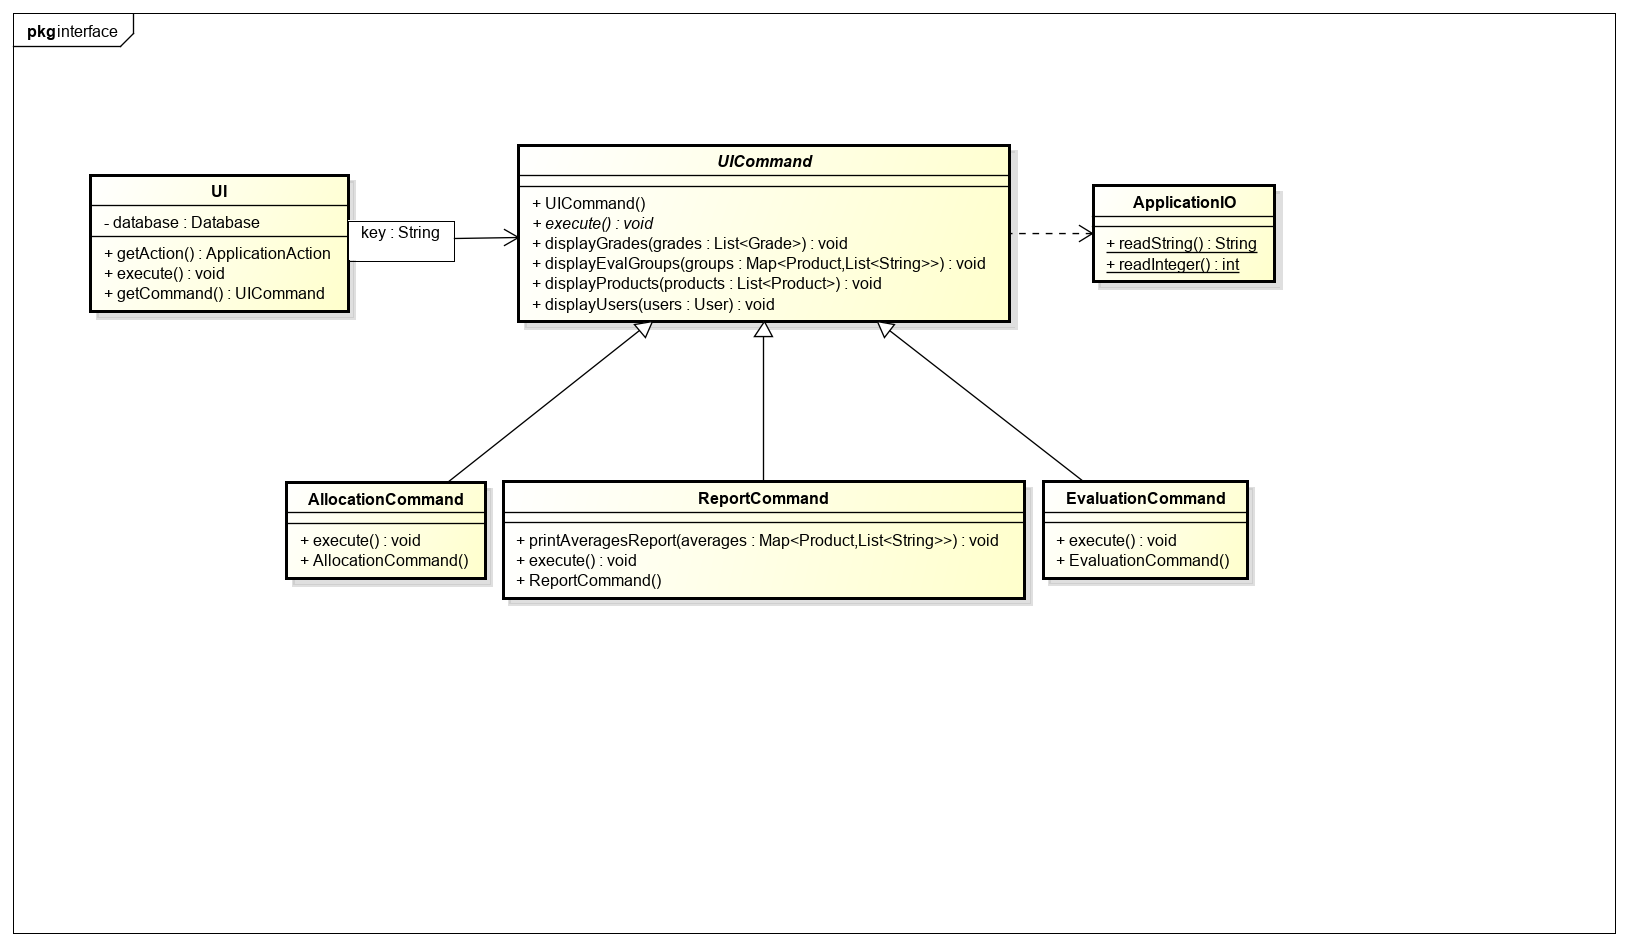 pkg interface
UI
- database : Database
+ getAction() : ApplicationAction
+ execute() : void
+ getCommand() : UICommand
key : String
UICommand
+ UICommand()
+ execute() : void
+ displayGrades(grades : List<Grade>) : void
+ displayEvalGroups(groups : Map<Product,List<String>>) : void
+ displayProducts(products : List<Product>) : void
+ displayUsers(users : User) : void
ApplicationIO
+ readString() : String
+ readInteger() : int
AllocationCommand
+ execute() : void
+ AllocationCommand()
ReportCommand
+ printAveragesReport(averages : Map<Product,List<String>>) : void
+ execute() : void
+ ReportCommand()
EvaluationCommand
+ execute() : void
+ EvaluationCommand()